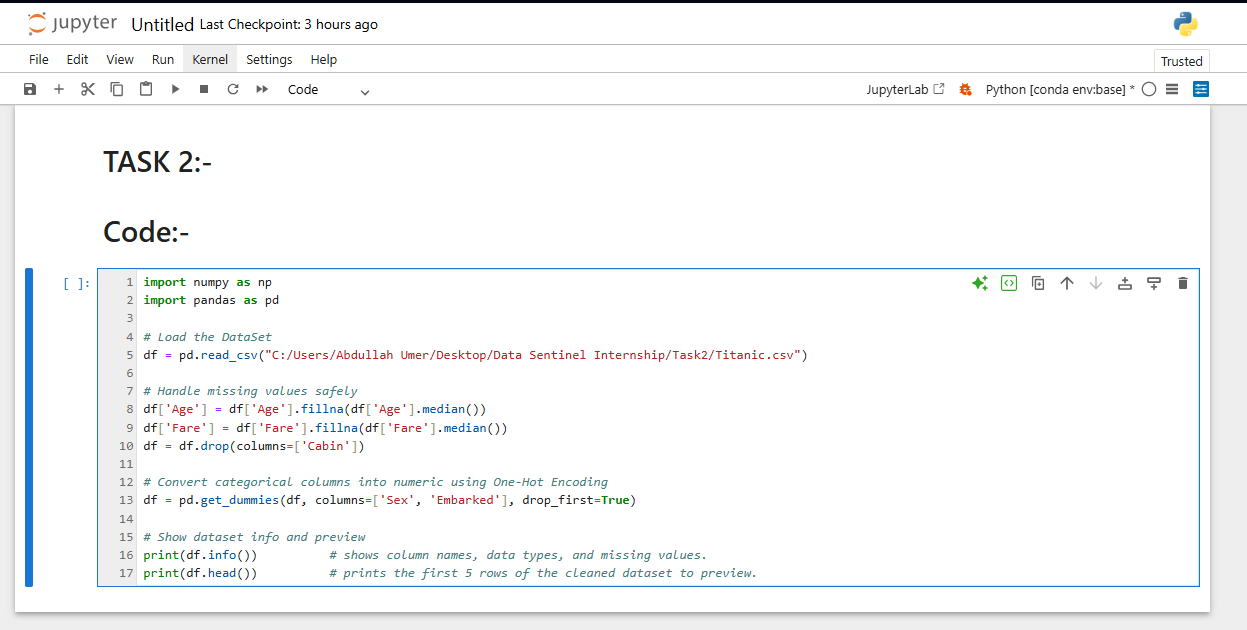 jupyter Untitled Last Checkpoint: 3 hours ago
File Edit View Run Kernel Settings Help
Trusted
Code
JupyterLab
Python [conda env:base] *
TASK 2:-
Code:-
[ ]:
1 import numpy as np
2 import pandas as pd
3
4 # Load the DataSet
5 df = pd.read_csv("C:/Users/Abdullah Umer/Desktop/Data Sentinel Internship/Task2/Titanic.csv")
6
7 # Handle missing values safely
8 df['Age'] = df['Age'].fillna(df['Age'].median())
9 df['Fare'] = df['Fare'].fillna(df['Fare'].median())
10 df = df.drop(columns=['Cabin'])
11
12 # Convert categorical columns into numeric using One-Hot Encoding
13 df = pd.get_dummies(df, columns=['Sex', 'Embarked'], drop_first=True)
14
15 # Show dataset info and preview
16 print(df.info())          # shows column names, data types, and missing values.
17 print(df.head())          # prints the first 5 rows of the cleaned dataset to preview.